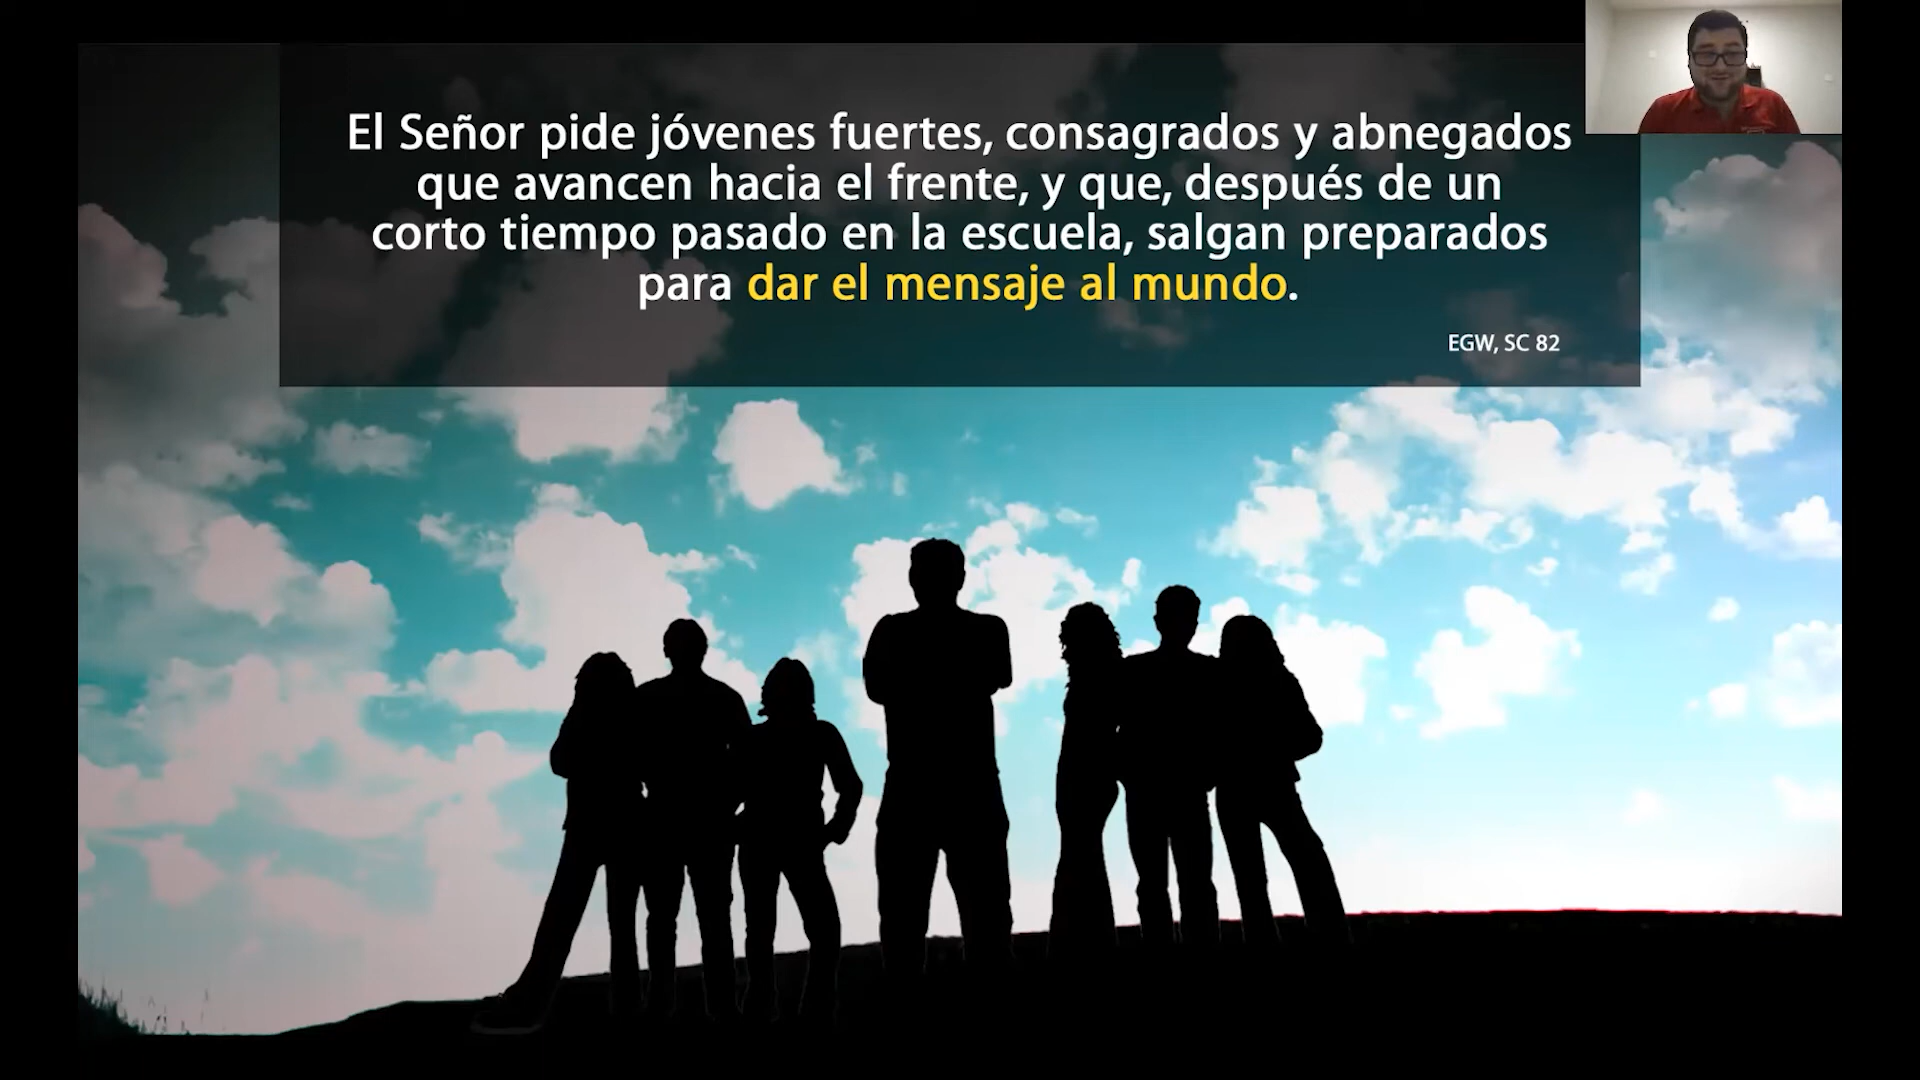 El Señor pide jóvenes fuertes, consagrados y abnegados
que avancen hacia el frente, y que, después de un
corto tiempo pasado en la escuela, salgan preparados
para dar el mensaje al mundo.
EGW, SC 82